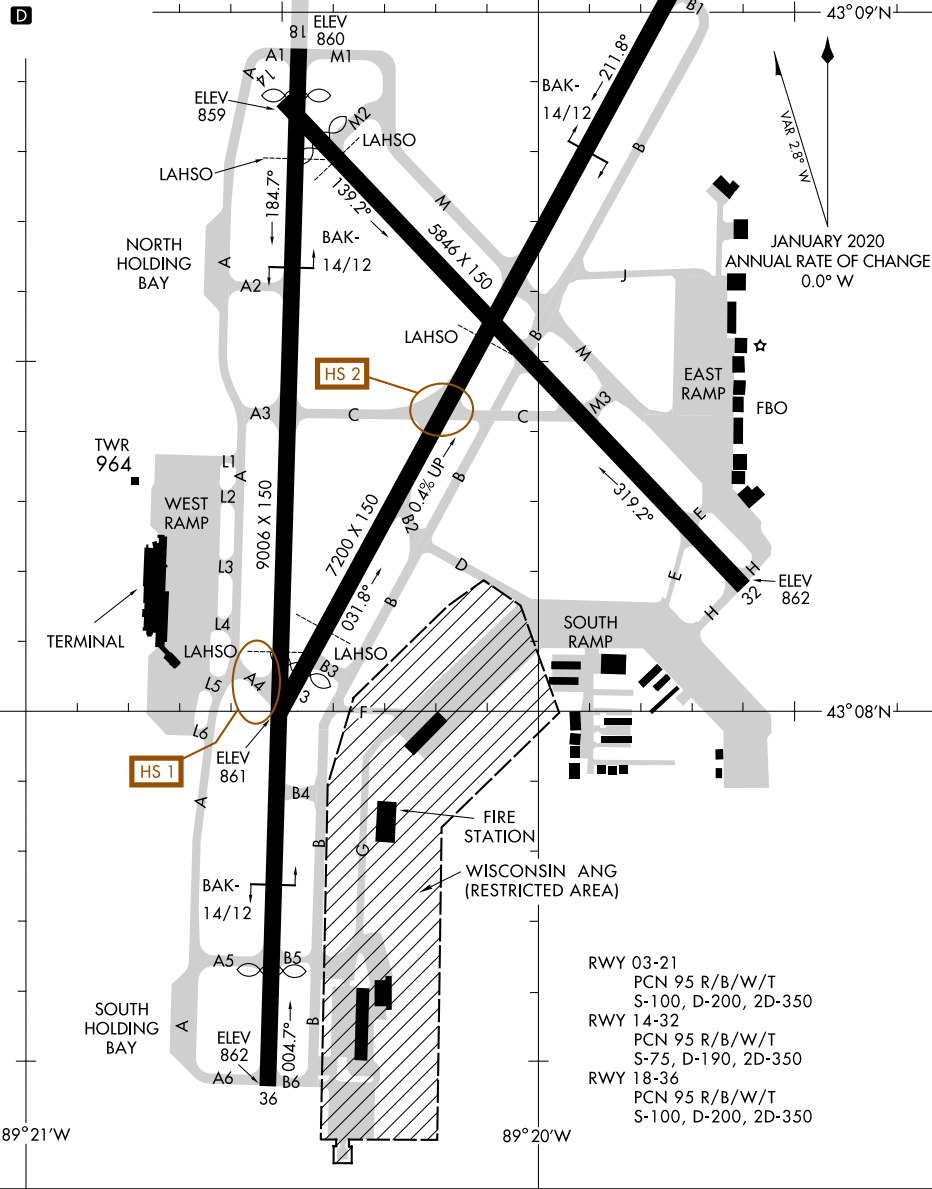 D
18
ELEV
860
B1
43°09'N
A1
M1
A
14
ELEV
859
M2
LAHSO
LAHSO
184.7°
139.2°
211.8°
BAK-
14/12
B
VAR 2.8° W
JANUARY 2020
ANNUAL RATE OF CHANGE
0.0° W
NORTH
HOLDING
BAY
A
A2
BAK-
14/12
M
5846 X 150
J
LAHSO
B
M
HS 2
EAST
RAMP
FBO
A3
C
C
M3
TWR
964
L1
A
L2
WEST
RAMP
9006 X 150
7200 X 150
0.4% UP
B
B2
319.2°
E
L3
D
E
H
ELEV
862
32
H
TERMINAL
L4
031.8°
B
SOUTH
RAMP
LAHSO
LAHSO
B3
A4
L5
3
F
43°08'N
L6
ELEV
861
HS 1
A
B4
B
G
FIRE
STATION
WISCONSIN ANG
(RESTRICTED AREA)
BAK-
14/12
A5
B5
SOUTH
HOLDING
BAY
A
ELEV
862
004.7°
B
A6
B6
36
RWY 03-21
PCN 95 R/B/W/T
S-100, D-200, 2D-350
RWY 14-32
PCN 95 R/B/W/T
S-75, D-190, 2D-350
RWY 18-36
PCN 95 R/B/W/T
S-100, D-200, 2D-350
89°21'W
89°20'W